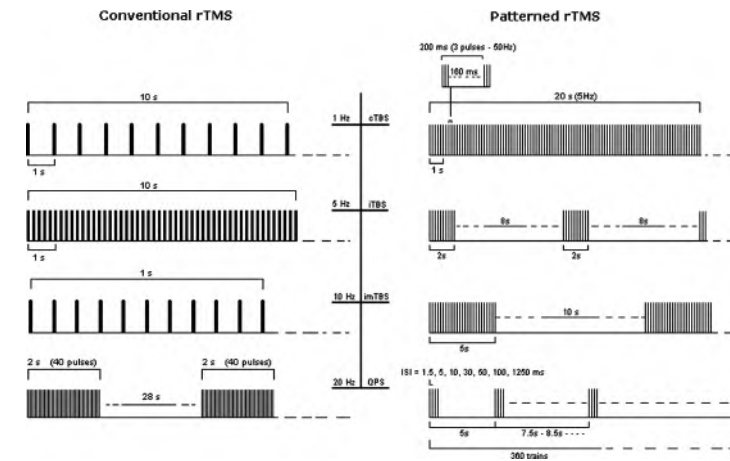 Conventional rTMS
Patterned rTMS
200 ms (3 pulses - 50Hz)
160 ms
10 s
1 Hz
cTBS
20 s (5Hz)
1 s
1 s
10 s
5 Hz
iTBS
8s
8s
1 s
2s
2s
1 s
10 Hz
imTBS
10 s
5s
2 s (40 pulses)
2 s (40 pulses)
20 Hz
QPS
ISI = 1.5, 5, 10, 30, 50, 100, 1250 ms
28 s
5s
7.5s - 8.5s
360 trains